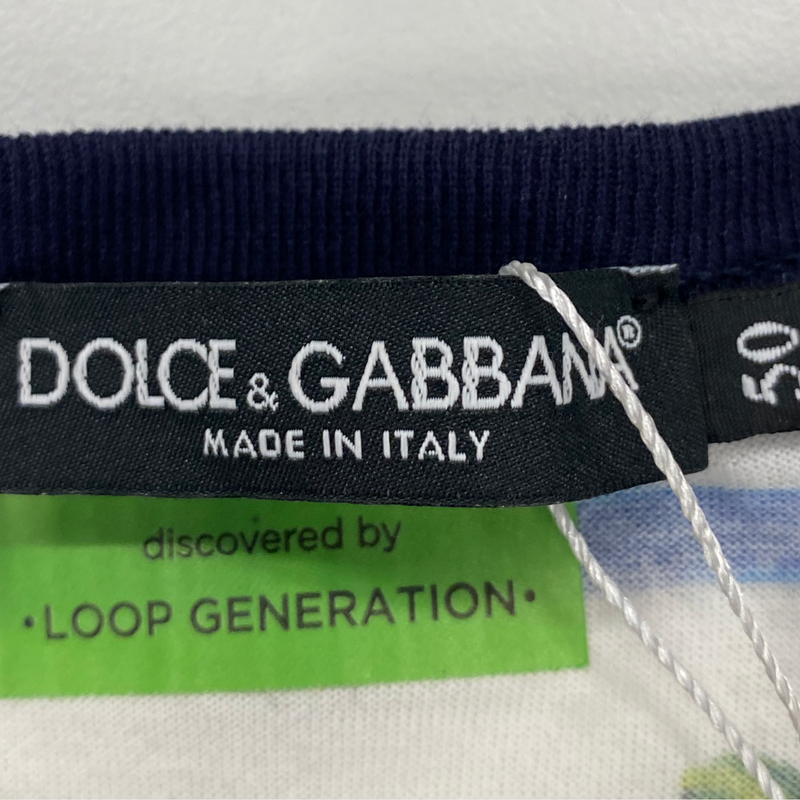 DOLCE & GABBANA®
MADE IN ITALY
50
discovered by
•LOOP GENERATION•